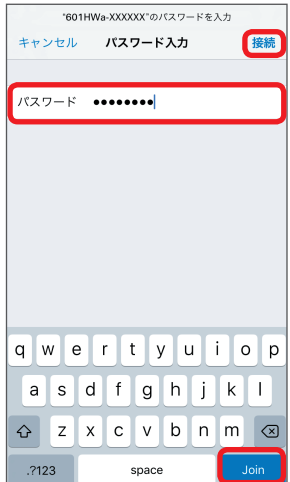 "601HWa-XXXXXX"のパスワードを入力
キャンセル パスワード入力 接続
パスワード ●●●●●●●●
q w e r t y u i o p
a s d f g h j k l
z x c v b n m
.?123 space Join